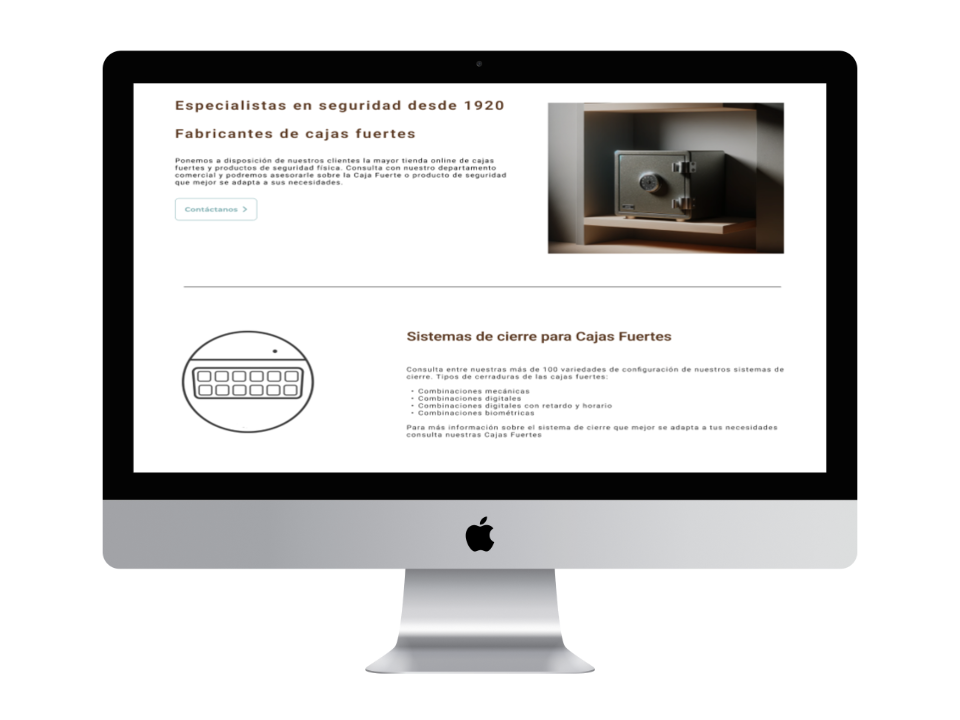 Especialistas en seguridad desde 1920
Fabricantes de cajas fuertes
Ponemos a disposición de nuestros clientes la mayor tienda online de cajas
fuertes y productos de seguridad física. Consulta con nuestro departamento
comercial y podremos asesorarle sobre la Caja Fuerte o producto de seguridad
que mejor se adapta a sus necesidades.
Contáctanos >
Sistemas de cierre para Cajas Fuertes
Consulta entre nuestras más de 100 variedades de configuración de nuestros sistemas de
cierre. Tipos de cerraduras de las cajas fuertes:
• Combinaciones mecánicas
• Combinaciones digitales
• Combinaciones digitales con retardo y horario
• Combinaciones biométricas
Para más información sobre el sistema de cierre que mejor se adapta a tus necesidades
consulta nuestras Cajas Fuertes